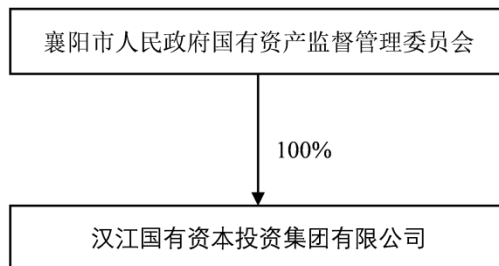 襄阳市人民政府国有资产监督管理委员会
100%
汉江国有资本投资集团有限公司